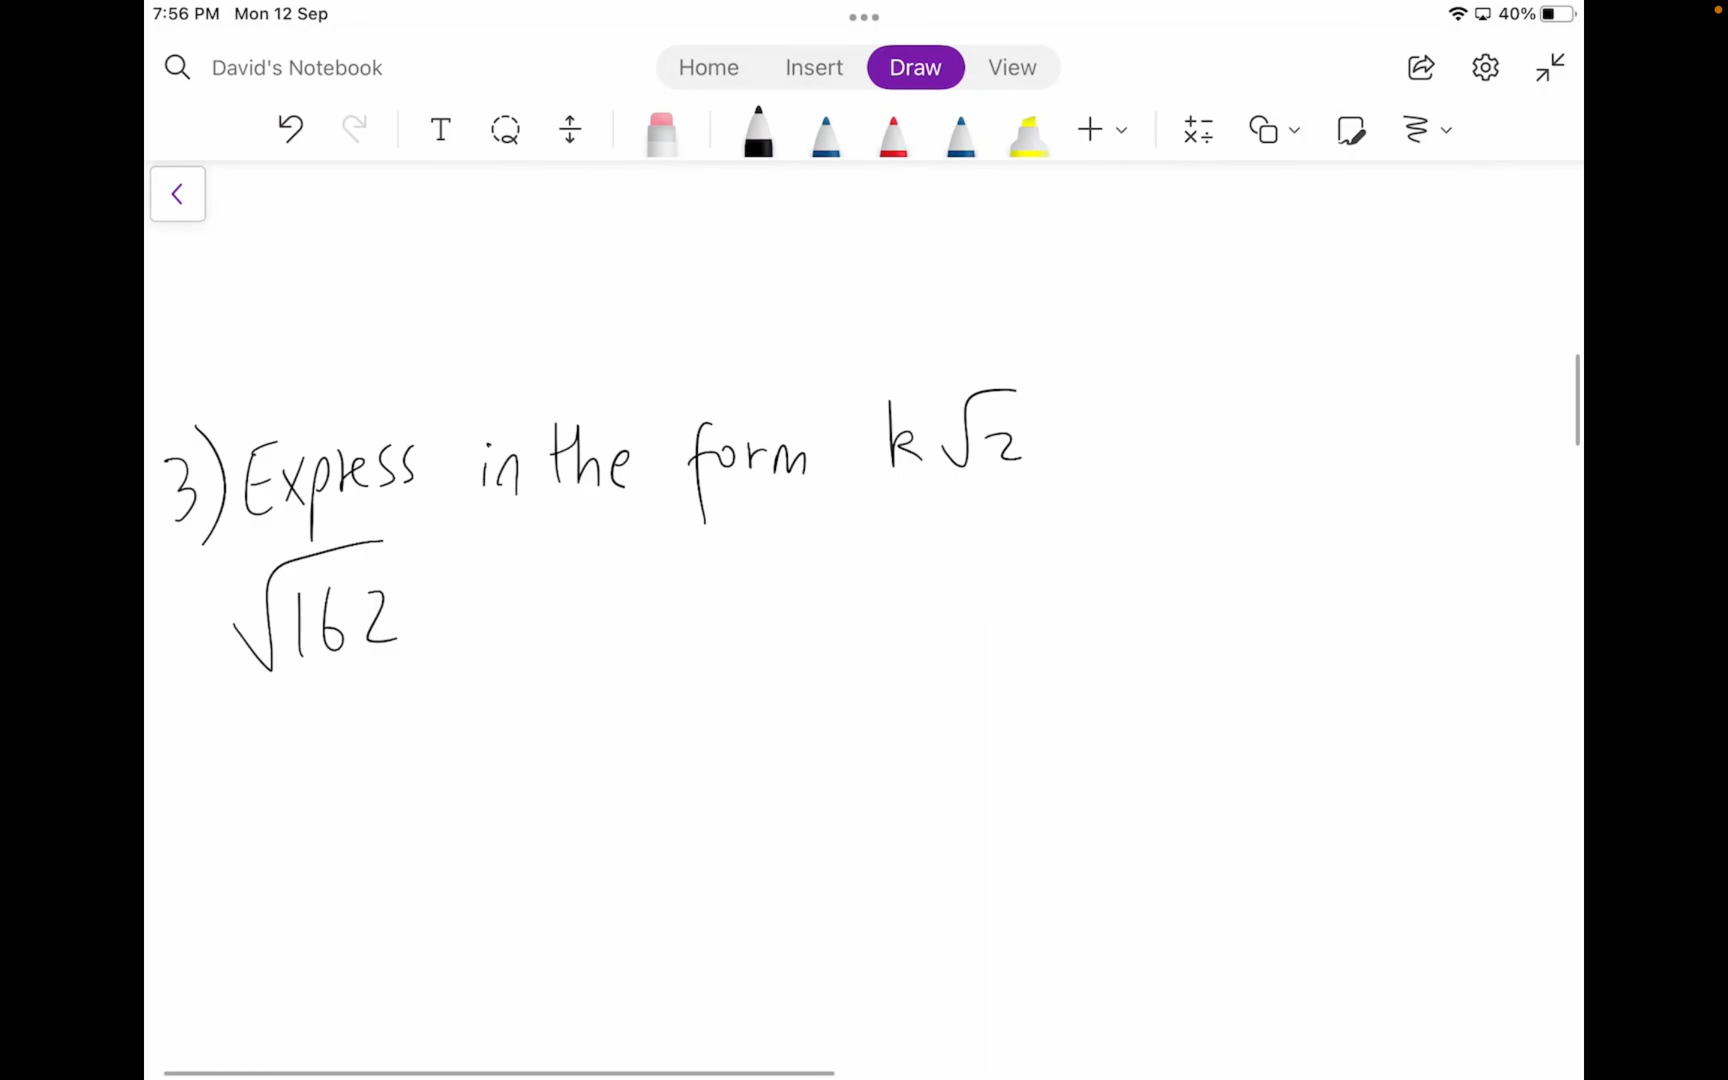 7:56 PM Mon 12 Sep 40%
David's Notebook Home Insert Draw View
T
3) Express in the form k√2
√162